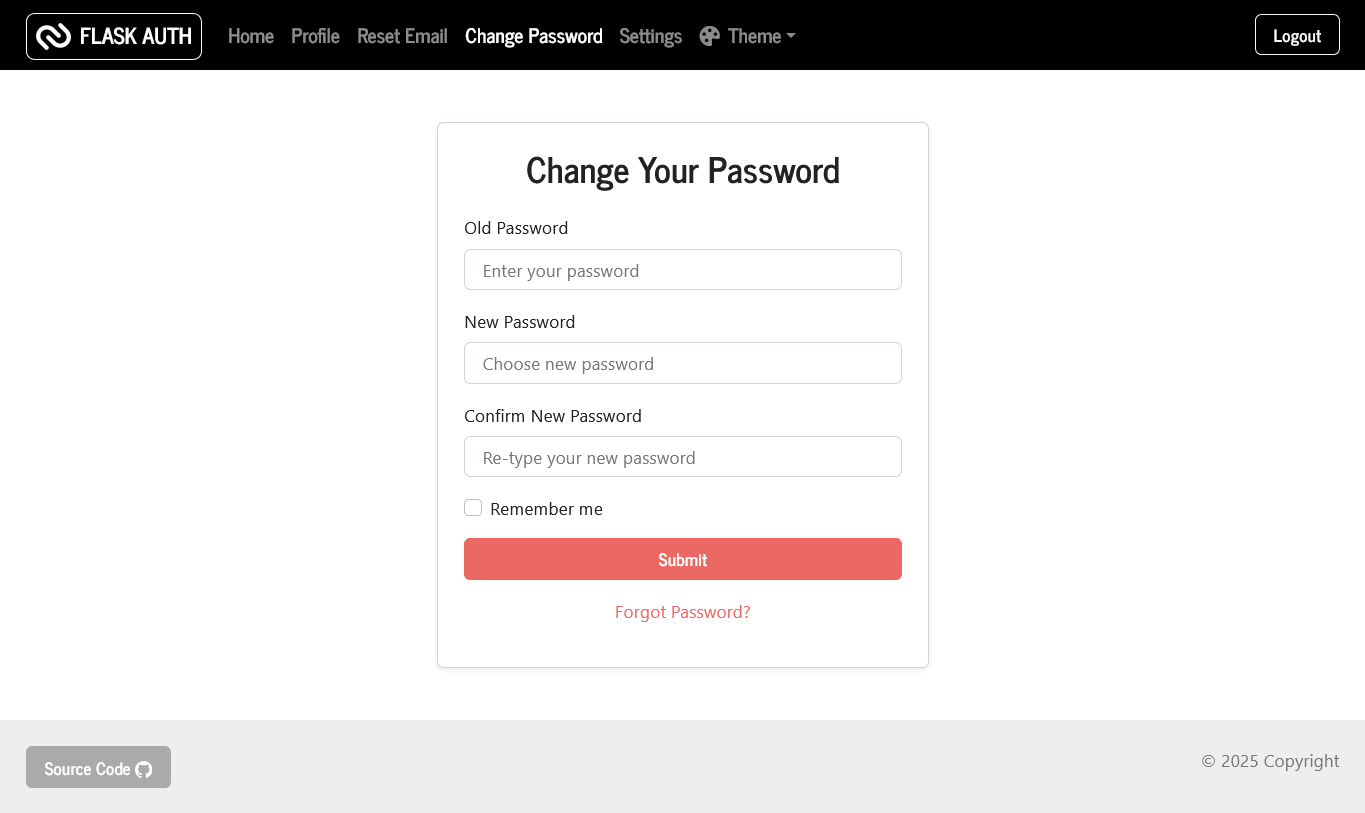 FLASK AUTH Home Profile Reset Email Change Password Settings Theme Logout
Change Your Password
Old Password
Enter your password
New Password
Choose new password
Confirm New Password
Re-type your new password
Remember me
Submit
Forgot Password?
Source Code
© 2025 Copyright